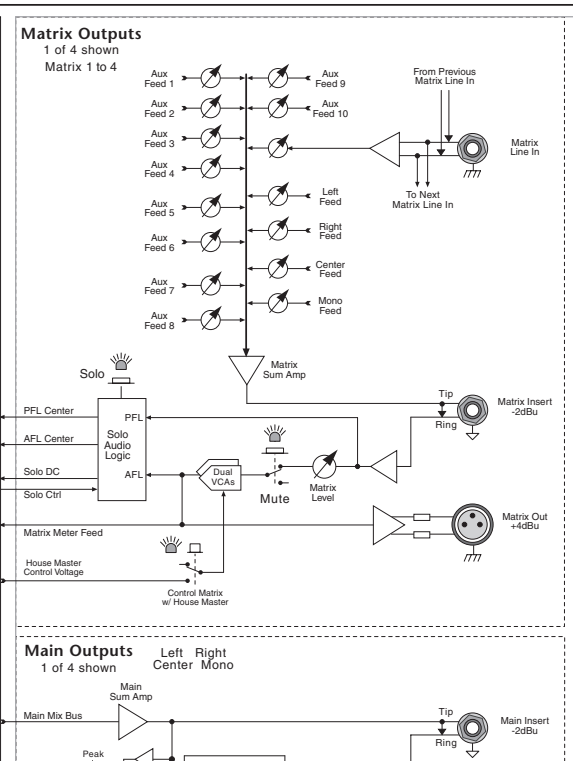 Matrix Outputs
1 of 4 shown
Matrix 1 to 4
Aux
Feed 1
Aux
Feed 2
Aux
Feed 3
Aux
Feed 4
Aux
Feed 5
Aux
Feed 6
Aux
Feed 7
Aux
Feed 8
Aux
Feed 9
Aux
Feed 10
Left
Feed
Right
Feed
Center
Feed
Mono
Feed
From Previous
Matrix Line In
Matrix
Line In
To Next
Matrix Line In
Matrix
Sum Amp
Solo
Tip
Ring
Matrix Insert
-2dBu
PFL Center
AFL Center
Solo DC
Solo Ctrl
PFL
Solo
Audio
Logic
AFL
Dual
VCAs
Mute
Matrix
Level
Matrix Meter Feed
Matrix Out
+4dBu
House Master
Control Voltage
Control Matrix
w/ House Master
Main Outputs
1 of 4 shown
Left Right
Center Mono
Main
Sum Amp
Main Mix Bus
Tip
Ring
Main Insert
-2dBu
Peak